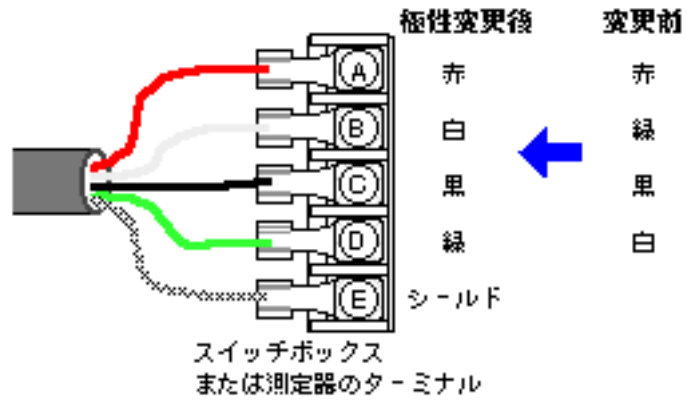 極性変更後 変更前
A 赤 赤
B 白 緑
C 黒 黒
D 緑 白
E シールド
スイッチボックス
または測定器のターミナル